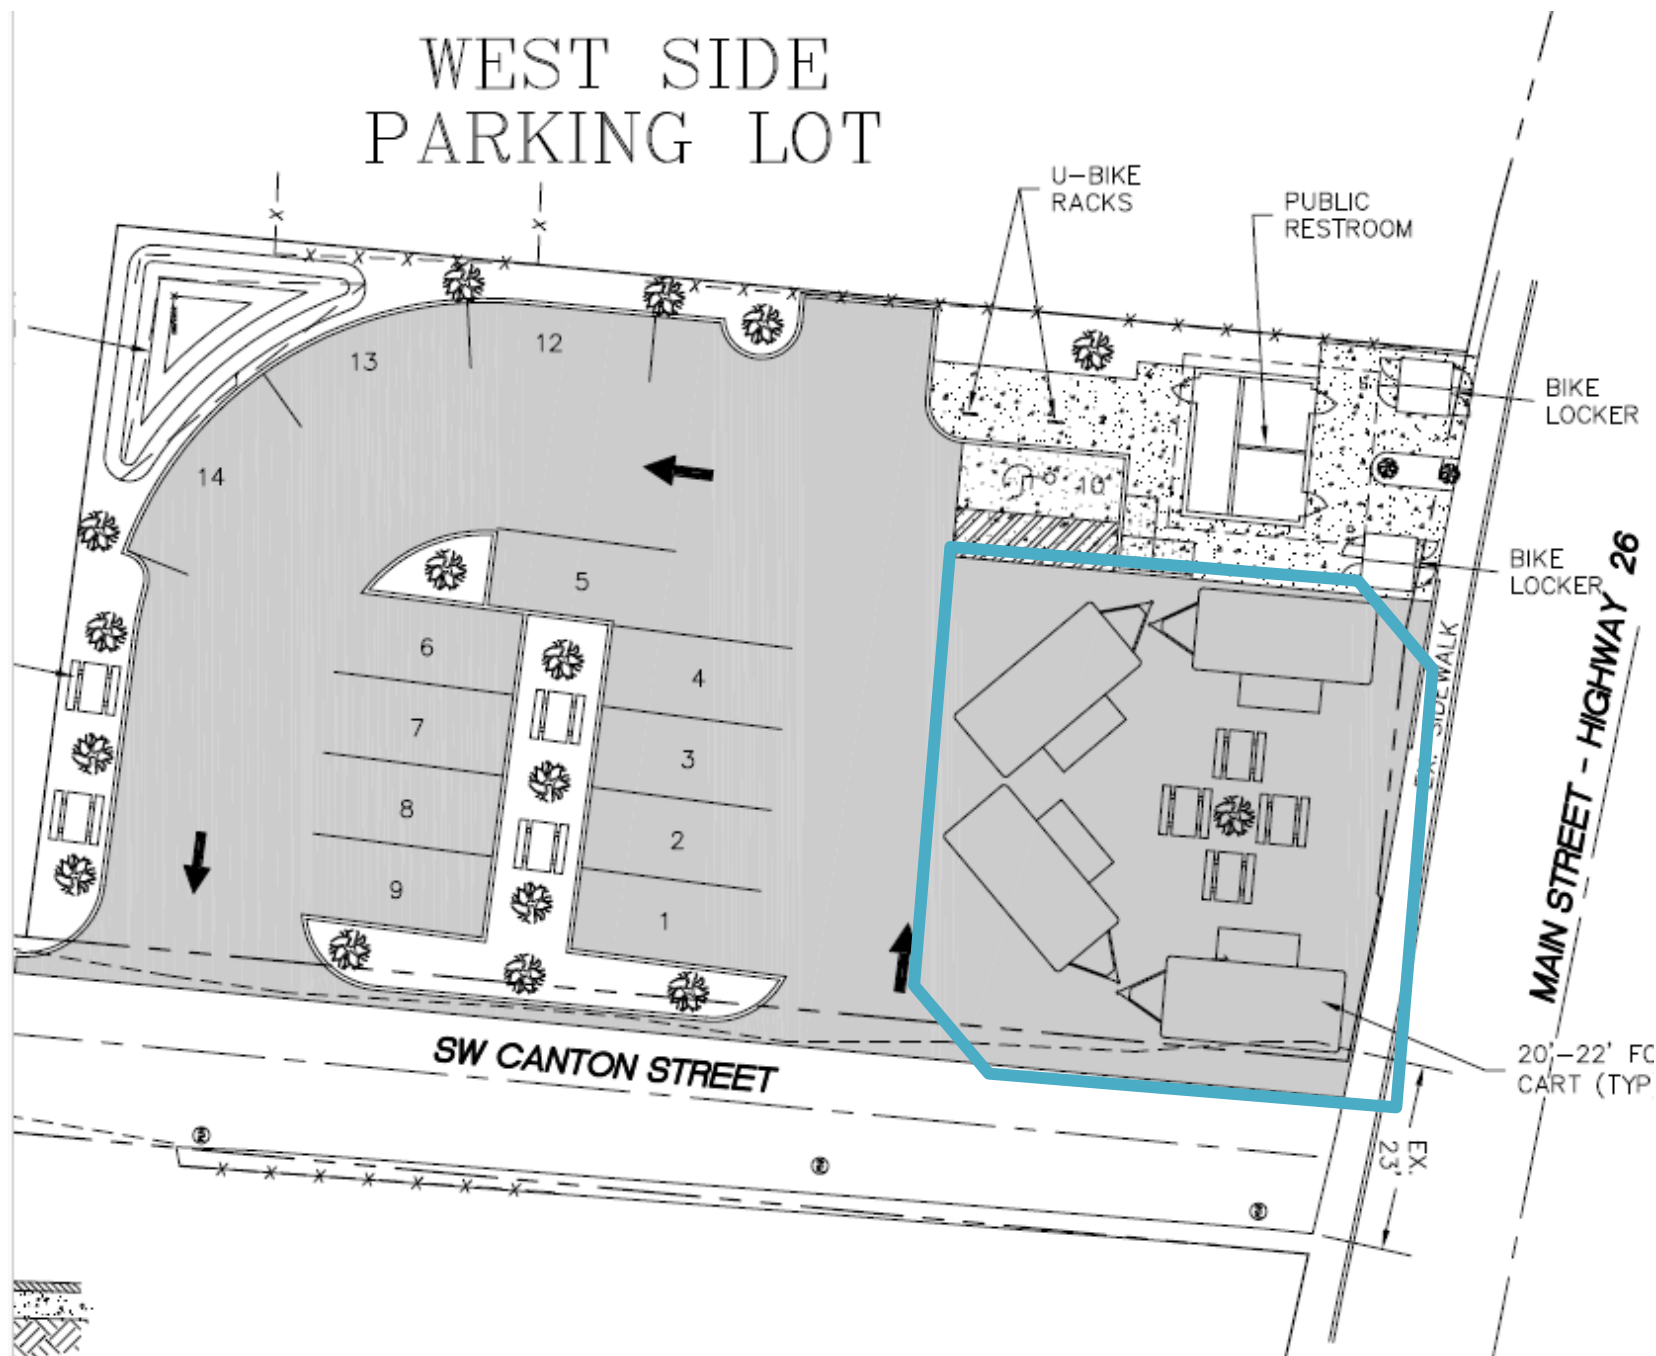 WEST SIDE
PARKING LOT
U-BIKE
RACKS
PUBLIC
RESTROOM
BIKE
LOCKER
BIKE
LOCKER
13
12
14
10
5
6
4
7
3
8
2
9
1
SIDEWALK
MAIN STREET - HIGHWAY 26
SW CANTON STREET
20'-22' FO
CART (TYP
EX.
23'